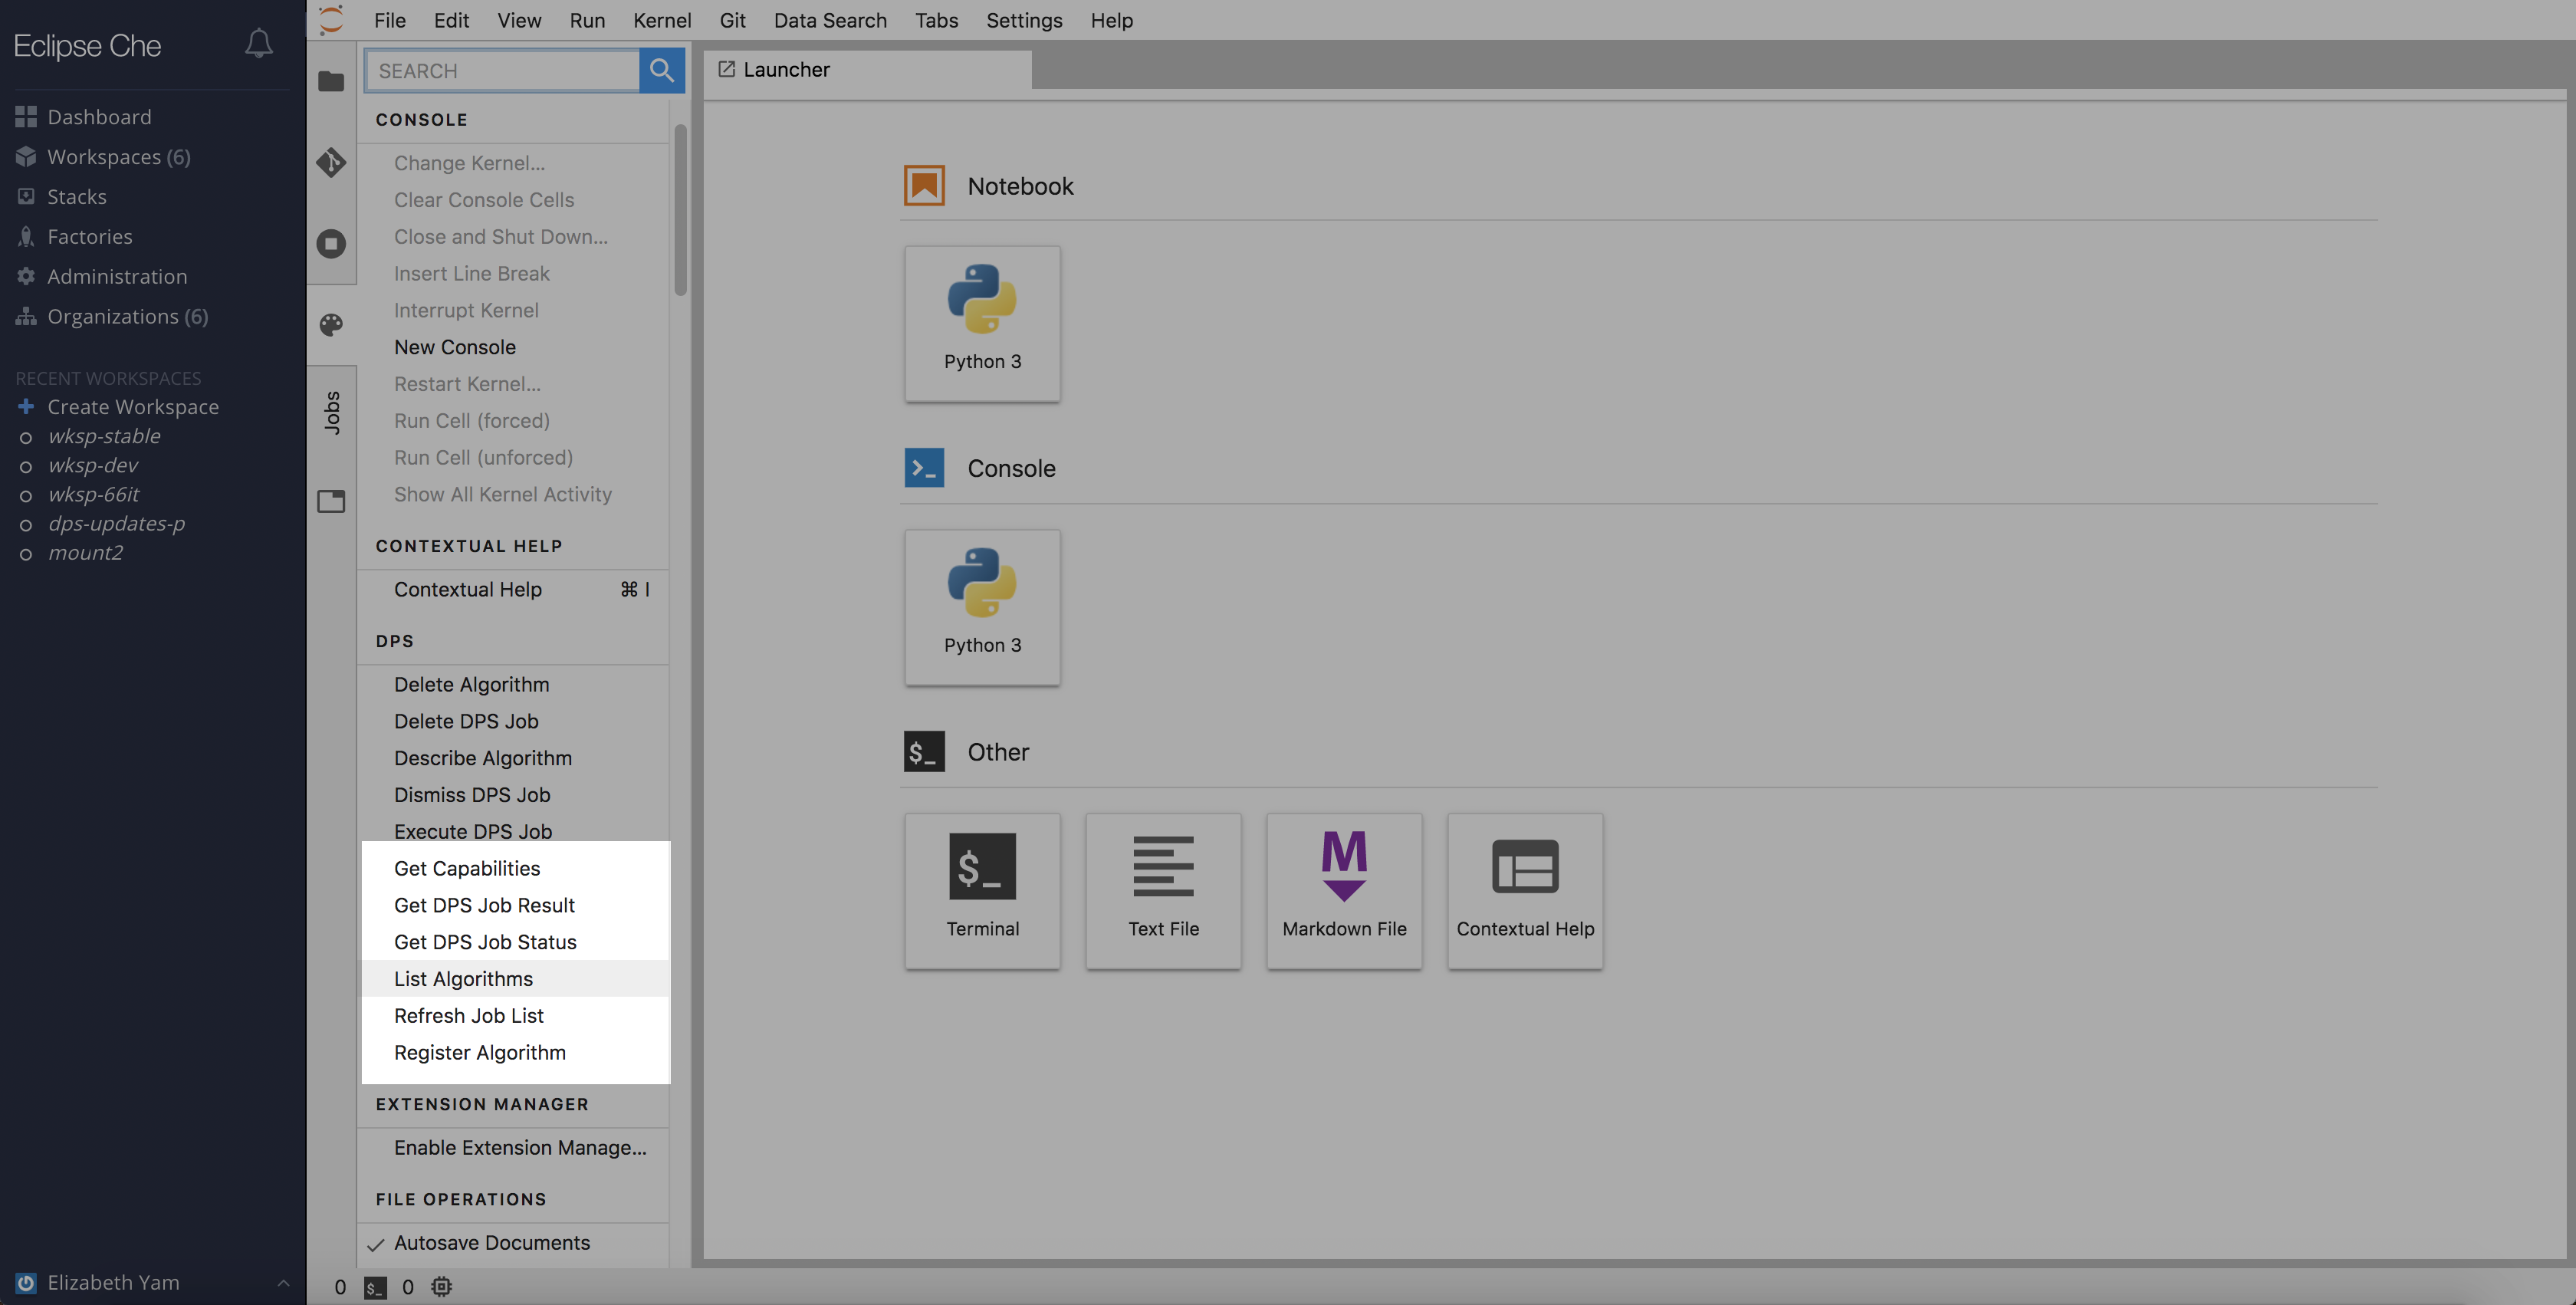 Eclipse Che
Dashboard
Workspaces (6)
Stacks
Factories
Administration
Organizations (6)
RECENT WORKSPACES
Create Workspace
wksp-stable
wksp-dev
wksp-66it
dps-updates-p
mount2
Elizabeth Yam
File Edit View Run Kernel Git Data Search Tabs Settings Help
Jobs
SEARCH
CONSOLE
Change Kernel...
Clear Console Cells
Close and Shut Down...
Insert Line Break
Interrupt Kernel
New Console
Restart Kernel...
Run Cell (forced)
Run Cell (unforced)
Show All Kernel Activity
CONTEXTUAL HELP
Contextual Help ⌘ I
DPS
Delete Algorithm
Delete DPS Job
Describe Algorithm
Dismiss DPS Job
Execute DPS Job
Get Capabilities
Get DPS Job Result
Get DPS Job Status
List Algorithms
Refresh Job List
Register Algorithm
EXTENSION MANAGER
Enable Extension Manage...
FILE OPERATIONS
Autosave Documents
0 $_ 0
Launcher
Notebook
Python 3
>_ Console
Python 3
$_ Other
$_
Terminal
Text File
M
Markdown File
Contextual Help